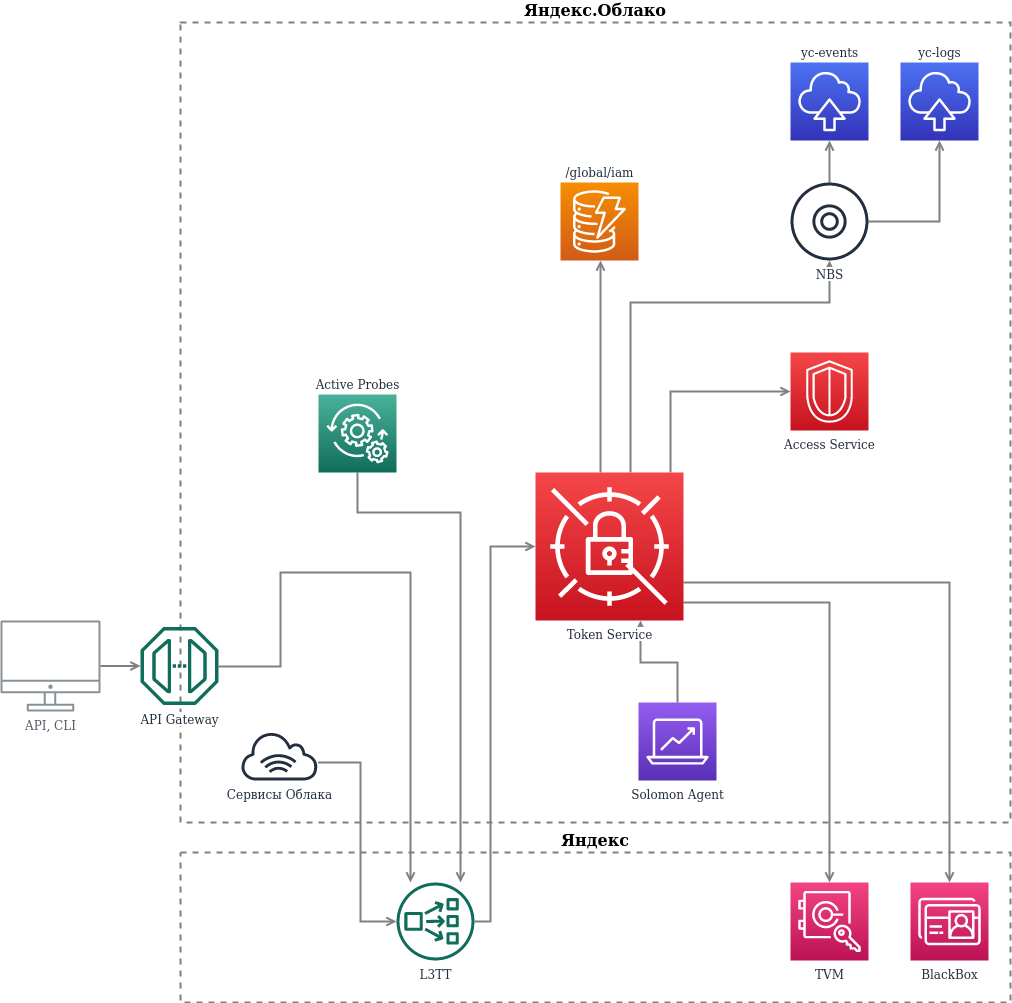 Яндекс.Облако
yc-events
yc-logs
/global/iam
NBS
Active Probes
Access Service
Token Service
API, CLI
API Gateway
Сервисы Облака
Solomon Agent
Яндекс
L3TT
TVM
BlackBox